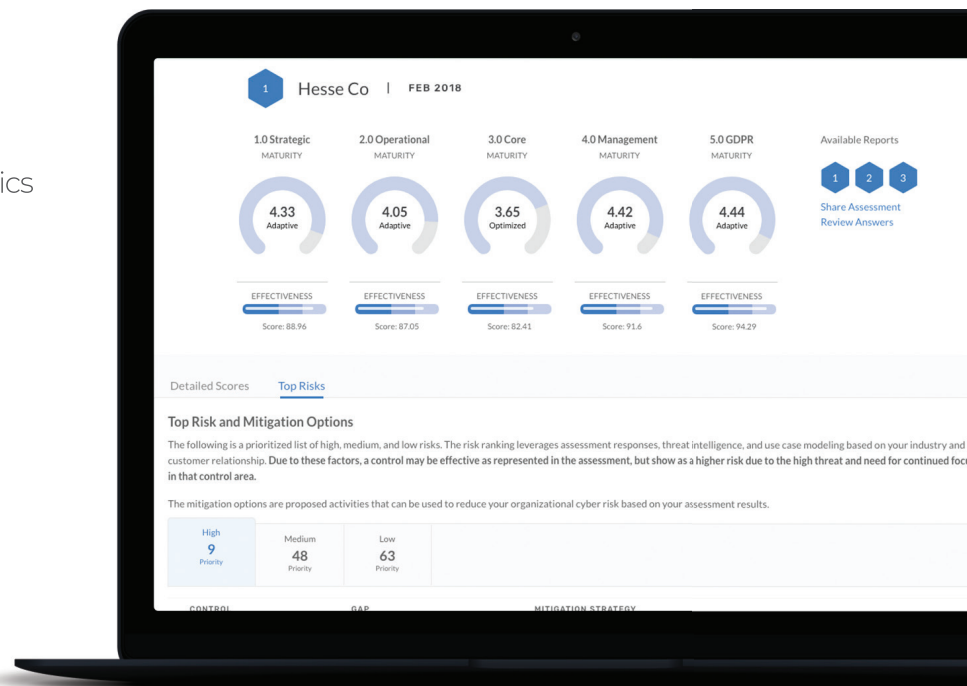 ics
1
Hesse Co | FEB 2018
1.0 Strategic
MATURITY
4.33
Adaptive
EFFECTIVENESS
Score: 88.96
2.0 Operational
MATURITY
4.05
Adaptive
EFFECTIVENESS
Score: 87.05
3.0 Core
MATURITY
3.65
Optimized
EFFECTIVENESS
Score: 82.41
4.0 Management
MATURITY
4.42
Adaptive
EFFECTIVENESS
Score: 91.6
5.0 GDPR
MATURITY
4.44
Adaptive
EFFECTIVENESS
Score: 94.29
Available Reports
1 2 3
Share Assessment
Review Answers
Detailed Scores Top Risks
Top Risk and Mitigation Options
The following is a prioritized list of high, medium, and low risks. The risk ranking leverages assessment responses, threat intelligence, and use case modeling based on your industry and
customer relationship. Due to these factors, a control may be effective as represented in the assessment, but show as a higher risk due to the high threat and need for continued focu
in that control area.
The mitigation options are proposed activities that can be used to reduce your organizational cyber risk based on your assessment results.
High
9
Priority
Medium
48
Priority
Low
63
Priority
CONTROL GAP MITIGATION STRATEGY